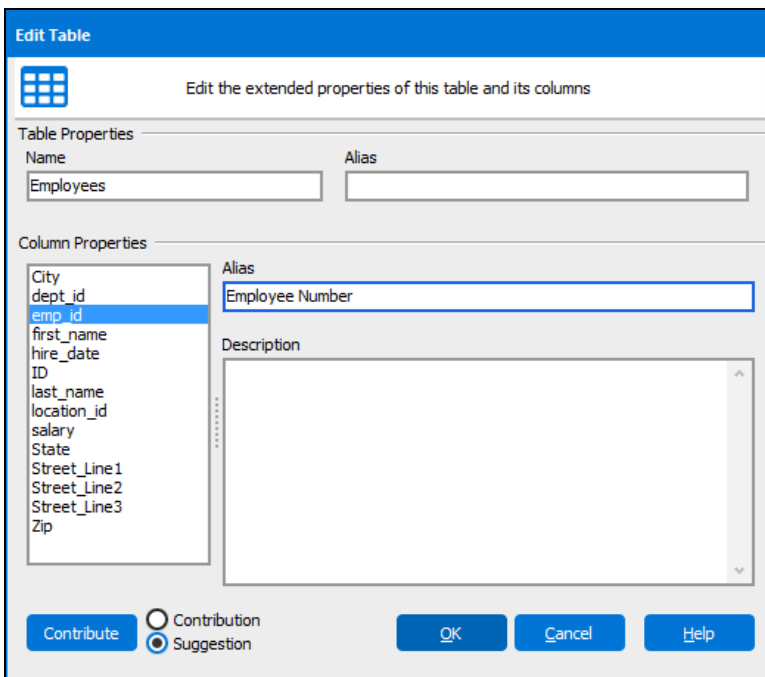 Edit Table
Edit the extended properties of this table and its columns
Table Properties
Name Alias
Employees
Column Properties
City
dept_id
emp_id
first_name
hire_date
ID
last_name
location_id
salary
State
Street_Line1
Street_Line2
Street_Line3
Zip
Alias
Employee Number
Description
Contribute
Contribution
Suggestion
OK Cancel Help